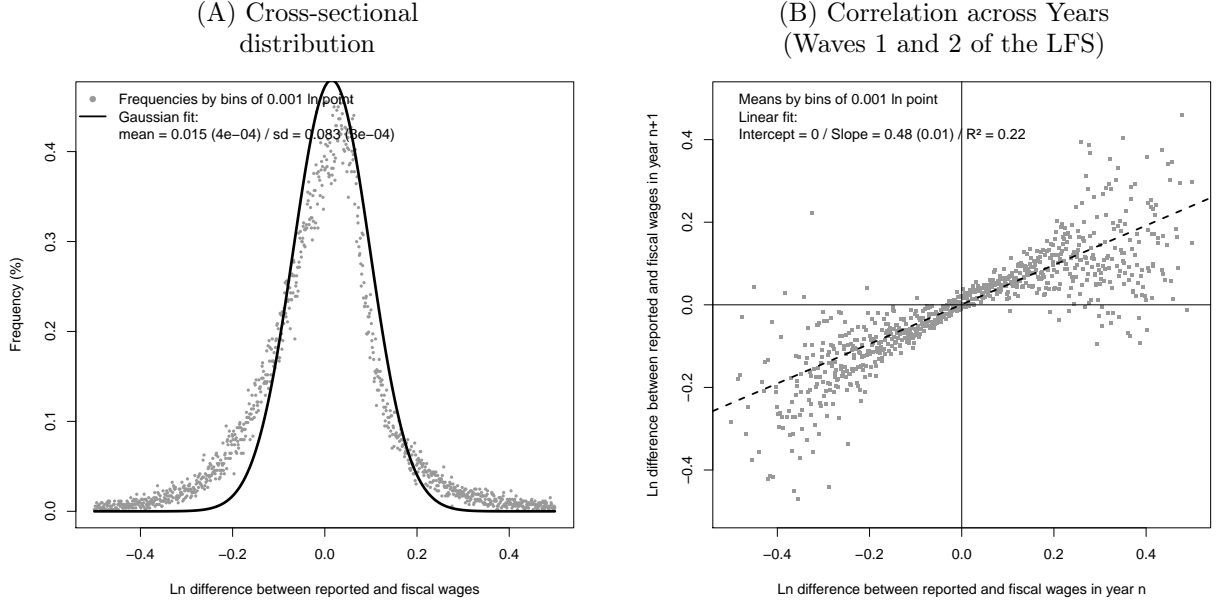 (A) Cross-sectional
distribution
Frequencies by bins of 0.001 ln point
Gaussian fit:
mean = 0.015 (4e−04) / sd = 0.083 (3e−04)
Frequency (%)
0.4
0.3
0.2
0.1
0.0
−0.4 −0.2 0.0 0.2 0.4
Ln difference between reported and fiscal wages
(B) Correlation across Years
(Waves 1 and 2 of the LFS)
Means by bins of 0.001 ln point
Linear fit:
Intercept = 0 / Slope = 0.48 (0.01) / R² = 0.22
Ln difference between reported and fiscal wages in year n+1
0.4
0.2
0.0
−0.2
−0.4
−0.4 −0.2 0.0 0.2 0.4
Ln difference between reported and fiscal wages in year n